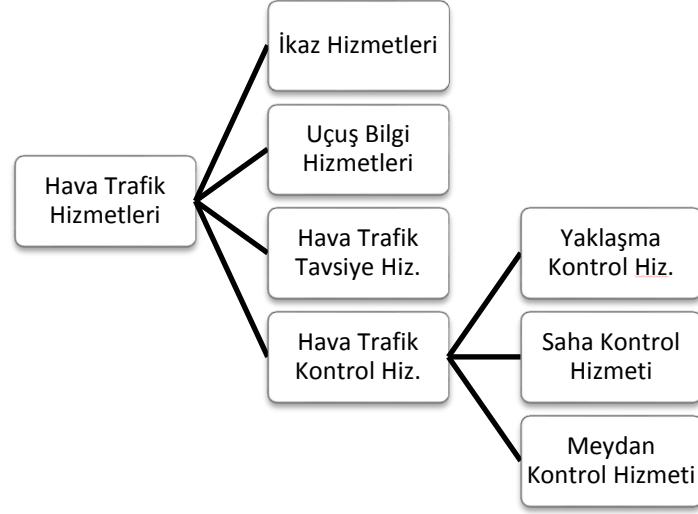 Hava Trafik
Hizmetleri
İkaz Hizmetleri
Uçuş Bilgi
Hizmetleri
Hava Trafik
Tavsiye Hiz.
Hava Trafik
Kontrol Hiz.
Yaklaşma
Kontrol Hiz.
Saha Kontrol
Hizmeti
Meydan
Kontrol Hizmeti